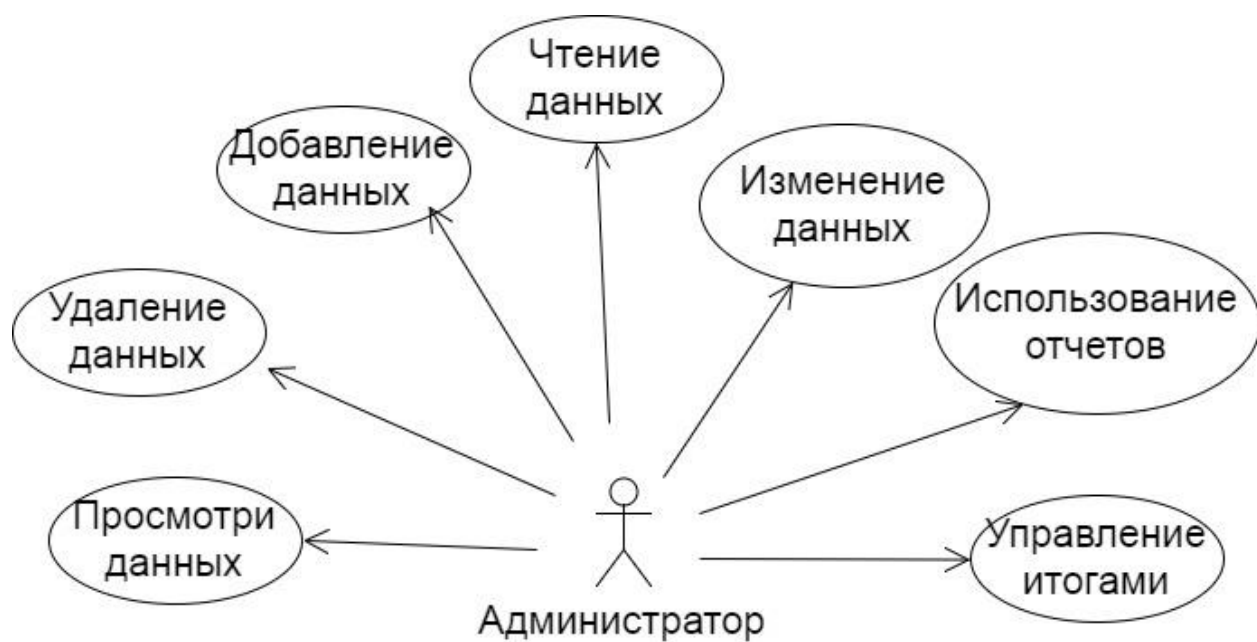 Чтение
данных
Добавление
данных
Изменение
данных
Использование
отчетов
Удаление
данных
Просмотри
данных
Управление
итогами
Администратор